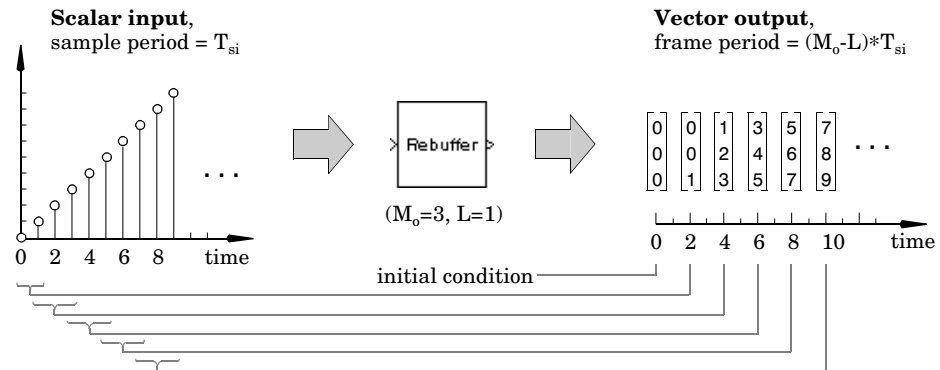 Scalar input,
sample period = Tsi
Vector output,
frame period = (Mo-L)*Tsi
. . .
Rebuffer
(Mo=3, L=1)
0 0 1 3 5 7
0 0 2 4 6 8
0 1 3 5 7 9
. . .
0 2 4 6 8 time
0 2 4 6 8 10 time
initial condition